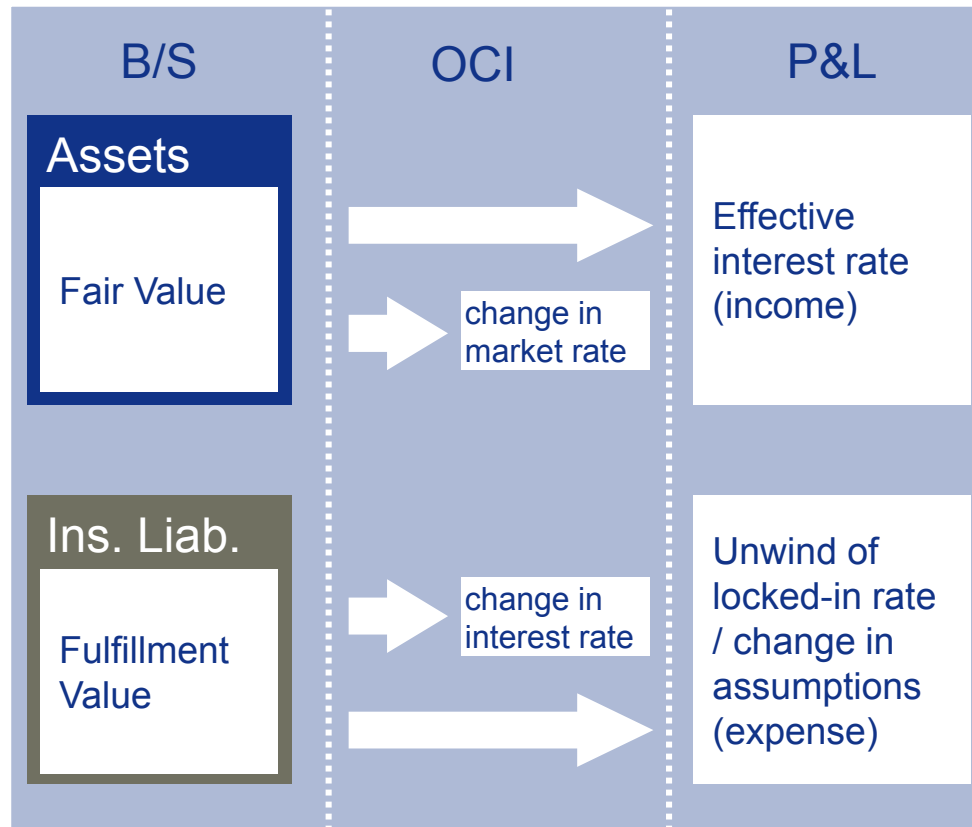 B/S
OCI
P&L
Assets
Fair Value
change in
market rate
Effective
interest rate
(income)
Ins. Liab.
Fulfillment
Value
change in
interest rate
Unwind of
locked-in rate
/ change in
assumptions
(expense)